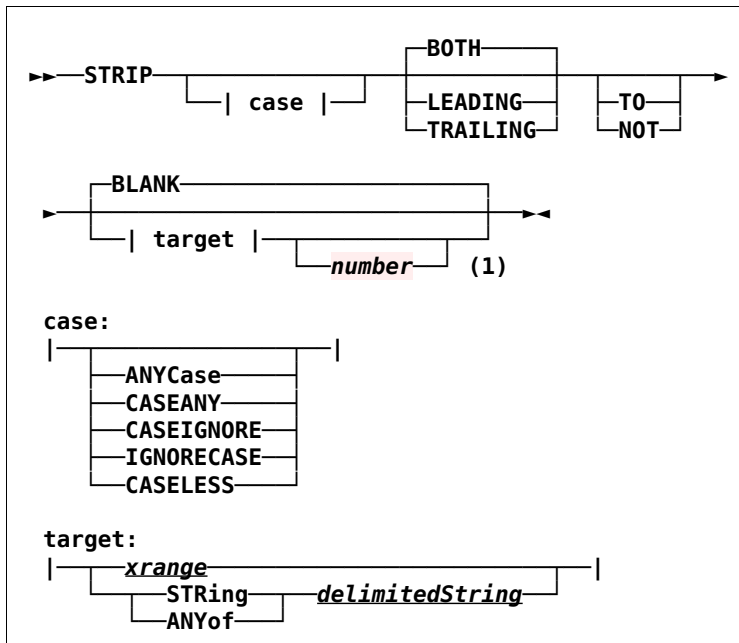 BOTH
STRIP
| case | LEADING TO
TRAILING NOT
BLANK
| target |
number (1)
case:
ANYCase
CASEANY
CASEIGNORE
IGNORECASE
CASELESS
target:
xrange
STRing delimitedString
ANYof